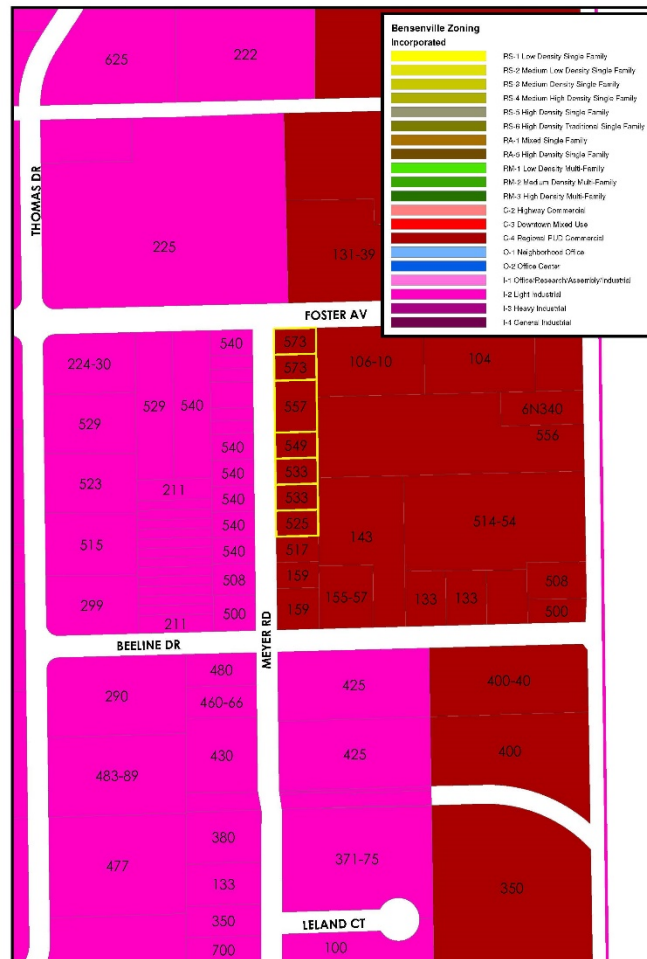 Bensenville Zoning
Incorporated
RS-1 Low Density Single Family
RS-2 Medium Low Density Single Family
RS-3 Medium Density Single Family
RS-4 Medium High Density Single Family
RS-5 High Density Single Family
RS-6 High Density Traditional Single Family
RA-1 Mixed Single Family
RA-5 High Density Single Family
RM-1 Low Density Multi-Family
RM-2 Medium Density Multi-Family
RM-3 High Density Multi-Family
C-2 Highway Commercial
C-3 Downtown Mixed Use
C-4 Regional PUD Commercial
O-1 Neighborhood Office
O-2 Office Center
I-1 Office/Research/Assembly/Industrial
I-2 Light Industrial
I-3 Heavy Industrial
I-4 General Industrial
625
222
THOMAS DR
225
131-39
FOSTER AV
540
573
224-30
573
106-10
104
529
540
557
529
6N340
556
540
549
540
533
523
211
540
533
514-54
540
525
143
515
540
517
508
159
508
299
155-57
133
133
500
159
500
211
BEELINE DR
MEYER RD
480
425
400-40
290
460-66
430
425
400
483-89
380
371-75
477
133
350
350
LELAND CT
700
100